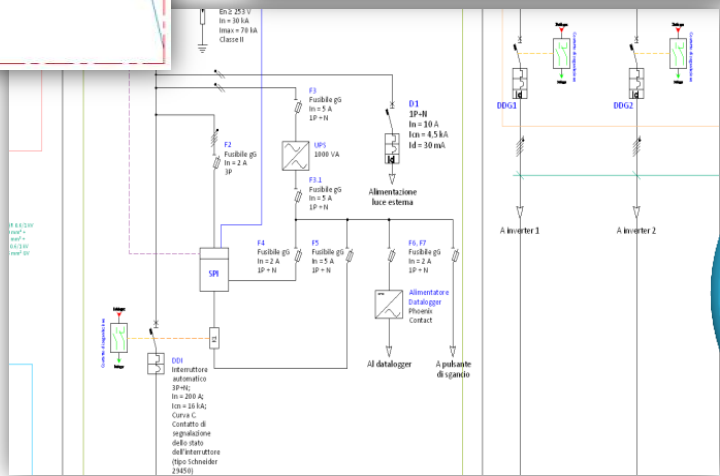 En ≥ 253 V
In = 30 kA
Imax = 70 kA
Classe II
F3
Fusibile gG
In = 5 A
1P + N
D1
1P+N
In = 10 A
Icn = 4,5 kA
Id = 30 mA
Id
F2
Fusibile gG
In = 2 A
3P
UPS
1000 VA
F3.1
Fusibile gG
In = 5 A
1P + N
Alimentazione
luce esterna
DDG1
Id
DDG2
Id
A inverter 1
A inverter 2
F4
Fusibile gG
In = 2 A
1P + N
F5
Fusibile gG
In = 5 A
1P + N
F6, F7
Fusibile gG
In = 2 A
1P + N
SPI
Alimentatore
Datalogger
Phoenix
Contact
Al datalogger
A pulsante
di sgancio
DDI
Interruttore
automatico
3P+N;
In = 200 A;
Icn = 16 kA;
Curva C.
Contatto di
segnalazione
dello stato
dell'interruttore
(tipo Schneider
29450)